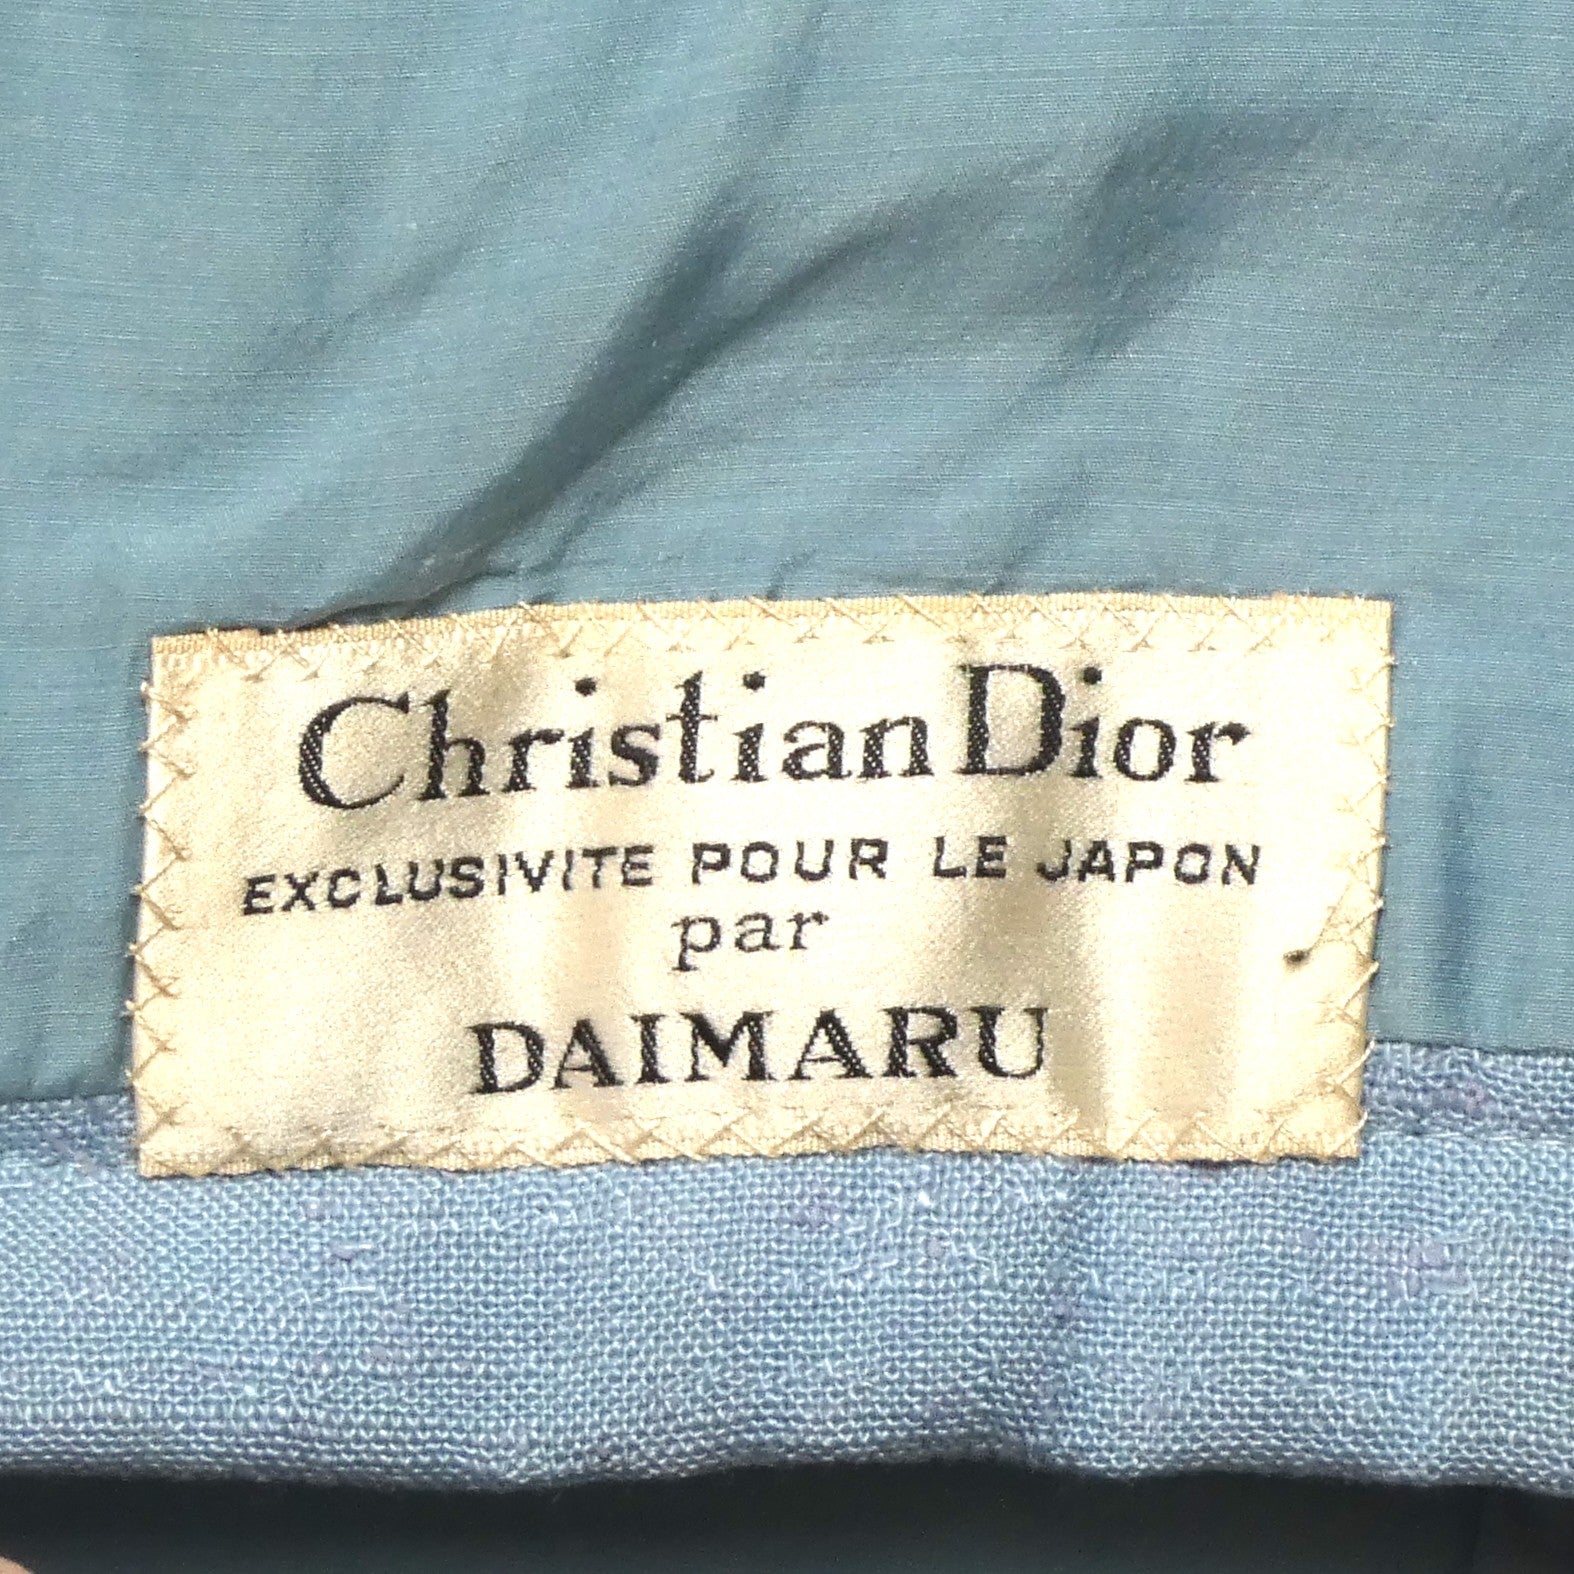 Christian Dior
EXCLUSIVITE POUR LE JAPON
par
DAIMARU